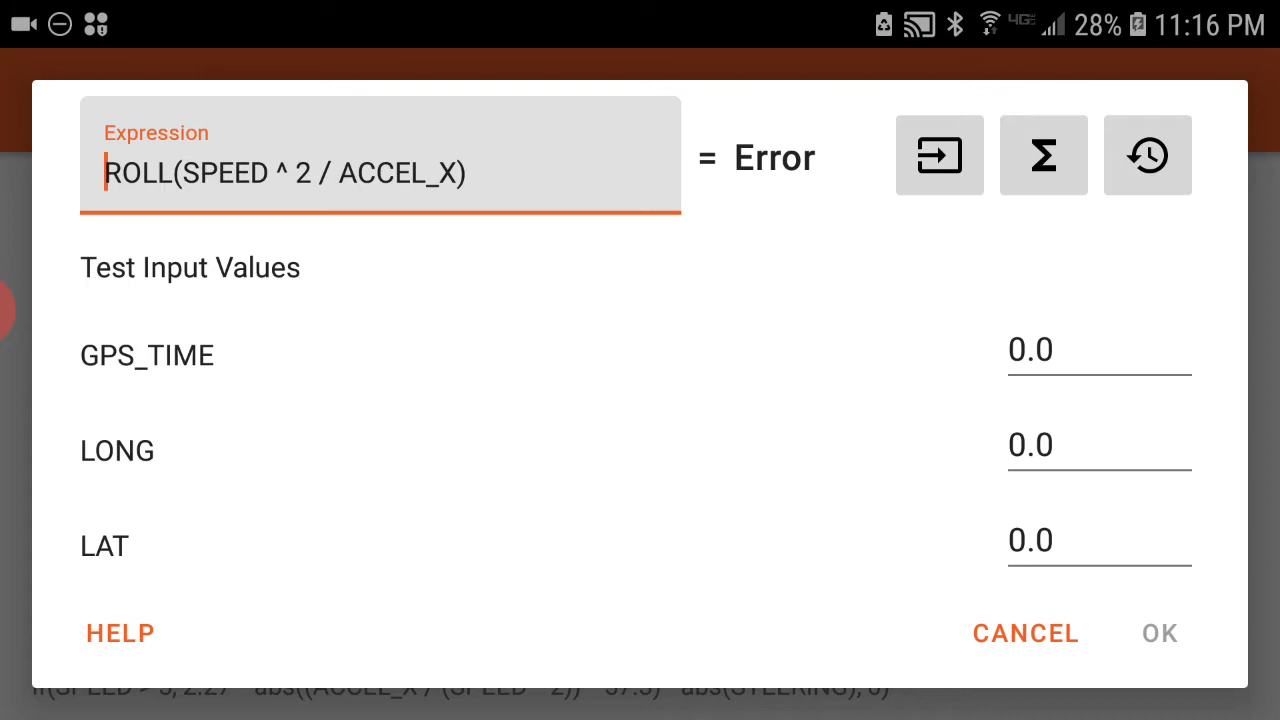 4GE 28% 11:16 PM
Expression
ROLL(SPEED ^ 2 / ACCEL_X)
= Error
Test Input Values
GPS_TIME 0.0
LONG 0.0
LAT 0.0
HELP CANCEL OK